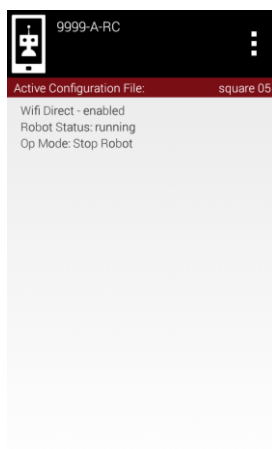 9999-A-RC
Active Configuration File: square 05
Wifi Direct - enabled
Robot Status: running
Op Mode: Stop Robot